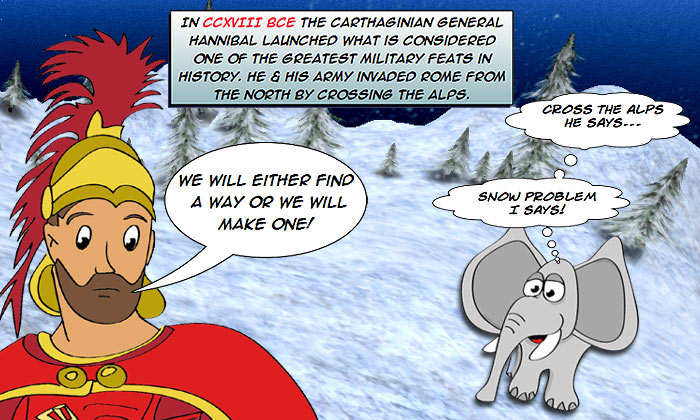 IN CCXVIII BCE THE CARTHAGINIAN GENERAL
HANNIBAL LAUNCHED WHAT IS CONSIDERED
ONE OF THE GREATEST MILITARY FEATS IN
HISTORY. HE & HIS ARMY INVADED ROME FROM
THE NORTH BY CROSSING THE ALPS.
WE WILL EITHER FIND
A WAY OR WE WILL
MAKE ONE!
CROSS THE ALPS
HE SAYS...
SNOW PROBLEM
I SAYS!